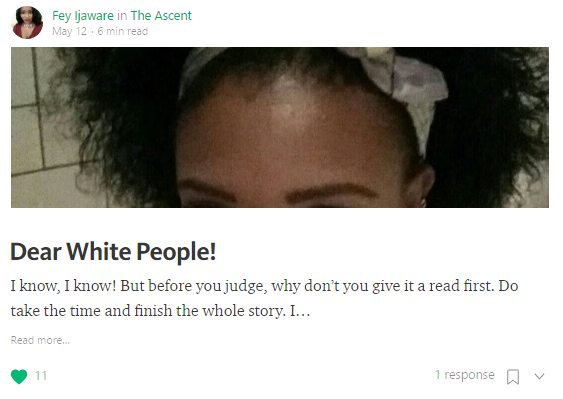 Fey Ijaware in The Ascent
May 12 · 6 min read
Dear White People!
I know, I know! But before you judge, why don’t you give it a read first. Do
take the time and finish the whole story. I…
Read more…
11
1 response